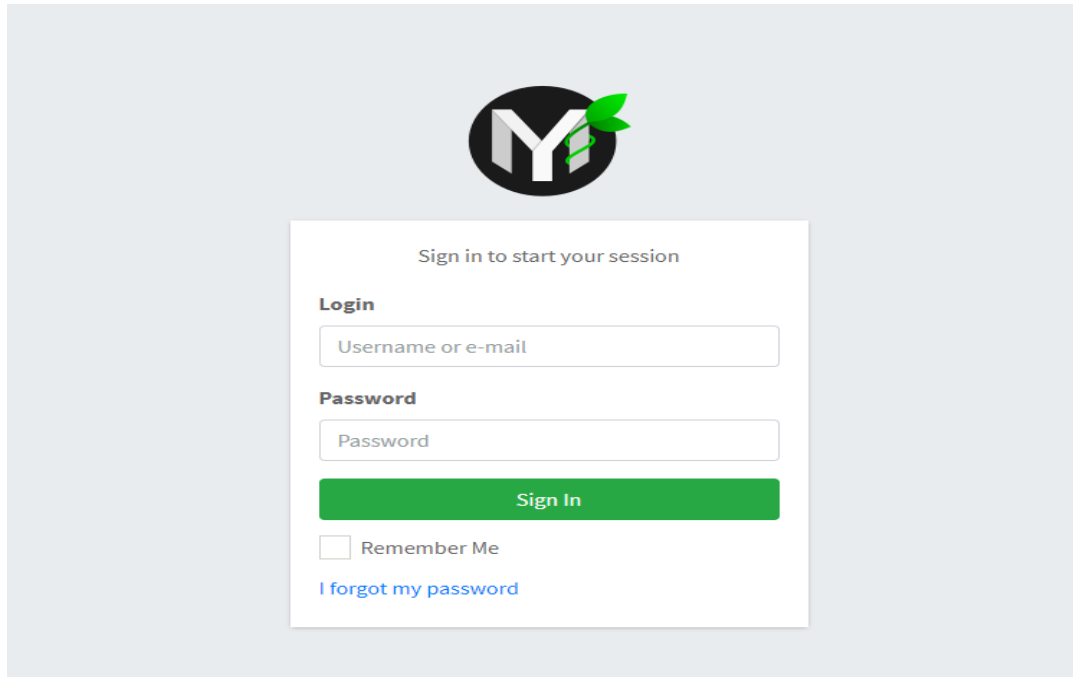 Sign in to start your session
Login
Username or e-mail
Password
Password
Sign In
Remember Me
I forgot my password